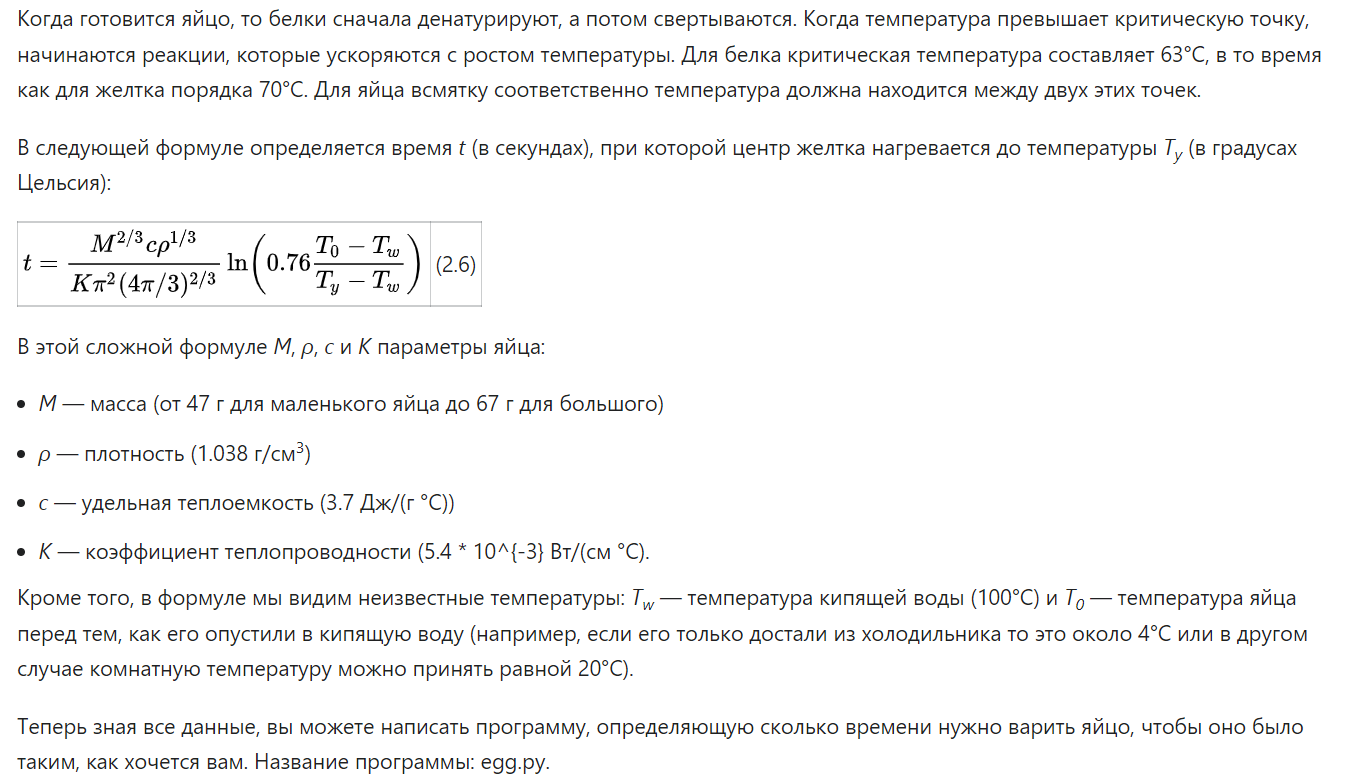 Когда готовится яйцо, то белки сначала денатурируют, а потом свертываются. Когда температура превышает критическую точку,
начинаются реакции, которые ускоряются с ростом температуры. Для белка критическая температура составляет 63°C, в то время
как для желтка порядка 70°C. Для яйца всмятку соответственно температура должна находится между двух этих точек.
В следующей формуле определяется время t (в секундах), при которой центр желтка нагревается до температуры T_y (в градусах
Цельсия):
t = \frac{M^{2/3} c ρ^{1/3}}{K π^2 (4π/3)^{2/3}} ln(0.76 \frac{T_0 − T_w}{T_y − T_w}) (2.6)
В этой сложной формуле M, ρ, c и K параметры яйца:
• M — масса (от 47 г для маленького яйца до 67 г для большого)
• ρ — плотность (1.038 г/см³)
• c — удельная теплоемкость (3.7 Дж/(г °C))
• K — коэффициент теплопроводности (5.4 * 10^{-3} Вт/(см °C).
Кроме того, в формуле мы видим неизвестные температуры: T_w — температура кипящей воды (100°C) и T_0 — температура яйца
перед тем, как его опустили в кипящую воду (например, если его только достали из холодильника то это около 4°C или в другом
случае комнатную температуру можно принять равной 20°C).
Теперь зная все данные, вы можете написать программу, определяющую сколько времени нужно варить яйцо, чтобы оно было
таким, как хочется вам. Название программы: egg.py.